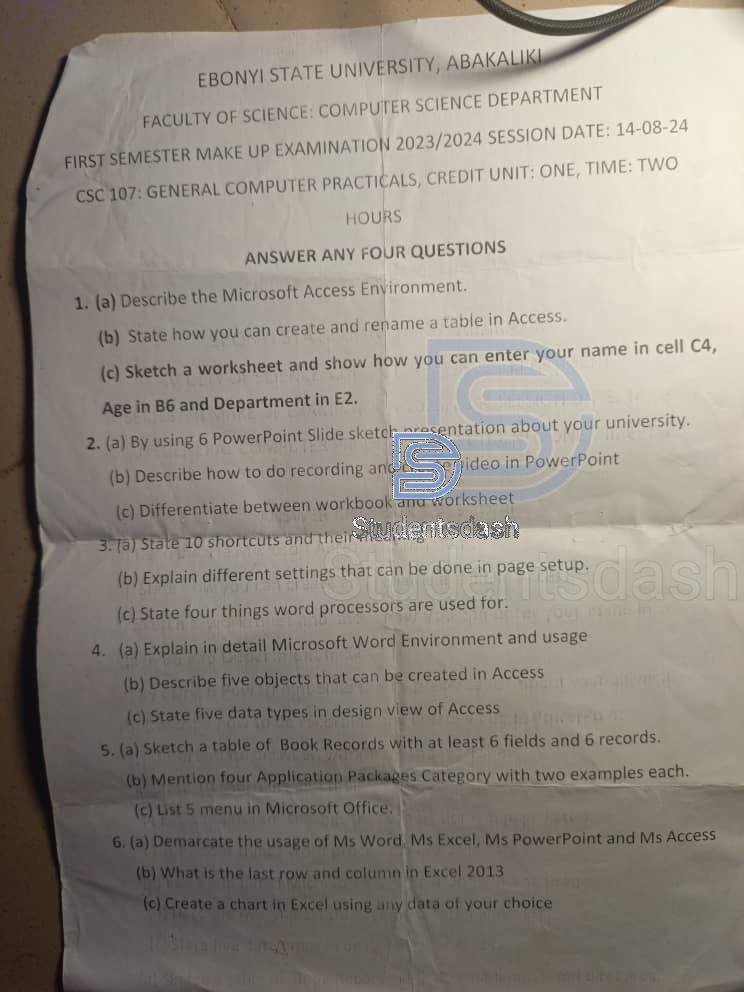 EBONYI STATE UNIVERSITY, ABAKALIKI
FACULTY OF SCIENCE: COMPUTER SCIENCE DEPARTMENT
FIRST SEMESTER MAKE UP EXAMINATION 2023/2024 SESSION DATE: 14-08-24
CSC 107: GENERAL COMPUTER PRACTICALS, CREDIT UNIT: ONE, TIME: TWO
HOURS
ANSWER ANY FOUR QUESTIONS
1. (a) Describe the Microsoft Access Environment.
(b) State how you can create and rename a table in Access.
(c) Sketch a worksheet and show how you can enter your name in cell C4,
Age in B6 and Department in E2.
2. (a) By using 6 PowerPoint Slide sketch presentation about your university.
(b) Describe how to do recording and video in PowerPoint
(c) Differentiate between workbook and worksheet
Studentsdash
3. (a) State 10 shortcuts and their meaning
(b) Explain different settings that can be done in page setup.
Studentsdash
(c) State four things word processors are used for.
4. (a) Explain in detail Microsoft Word Environment and usage
(b) Describe five objects that can be created in Access
(c) State five data types in design view of Access
5. (a) Sketch a table of Book Records with at least 6 fields and 6 records.
(b) Mention four Application Packages Category with two examples each.
(c) List 5 menu in Microsoft Office.
6. (a) Demarcate the usage of Ms Word, Ms Excel, Ms PowerPoint and Ms Access
(b) What is the last row and column in Excel 2013
(c) Create a chart in Excel using any data of your choice